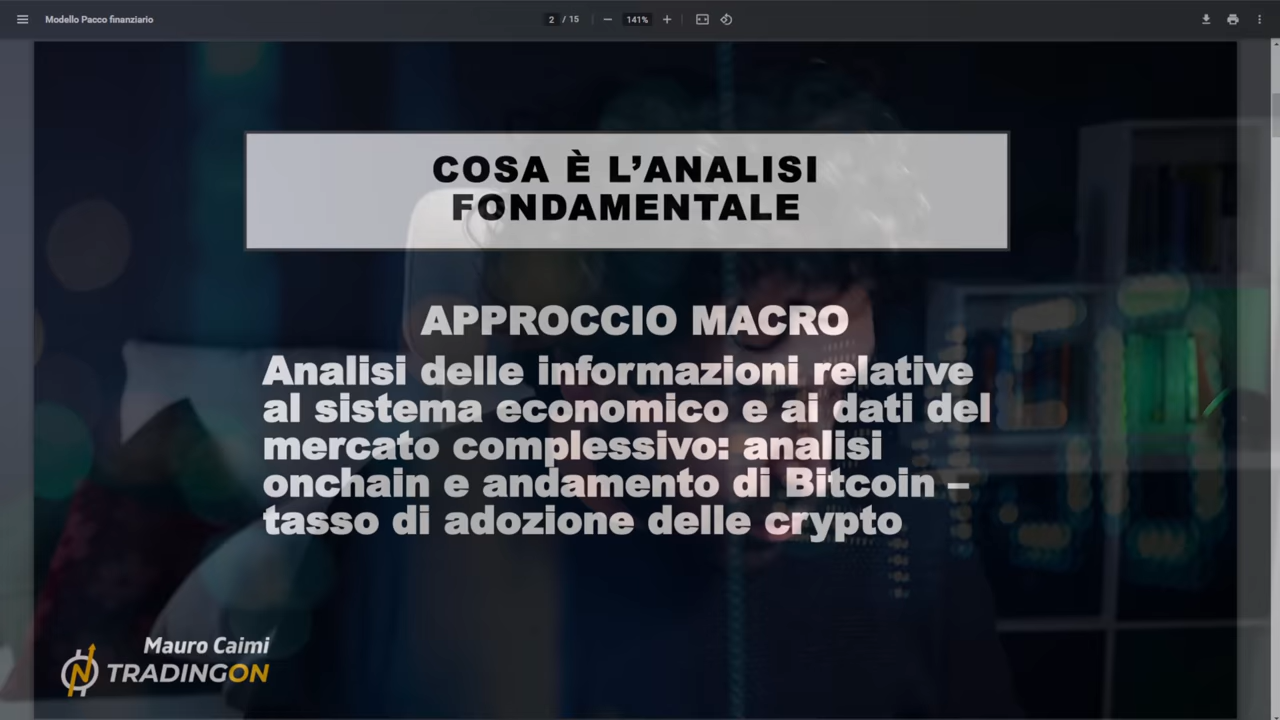 Modello Pacco finanziario
2 / 15
141%
COSA È L’ANALISI
FONDAMENTALE
APPROCCIO MACRO
Analisi delle informazioni relative
al sistema economico e ai dati del
mercato complessivo: analisi
onchain e andamento di Bitcoin –
tasso di adozione delle crypto
Mauro Caimi
TRADINGON